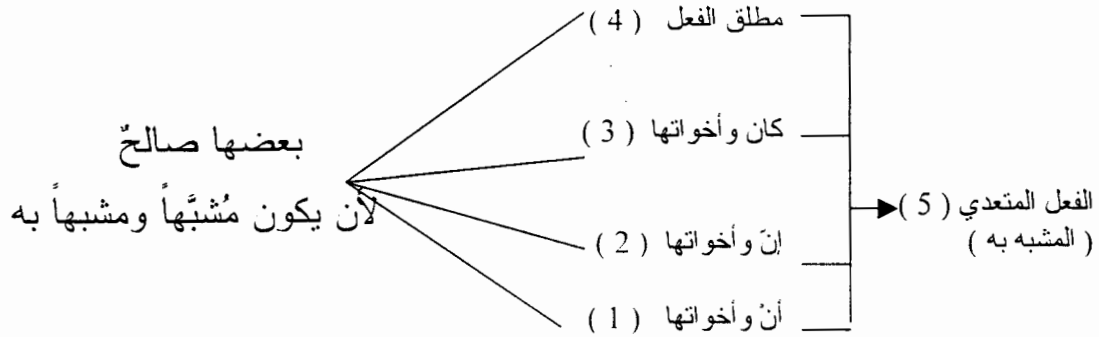 مطلق الفعل ( 4 )
كان وأخواتها ( 3 )
بعضها صالحٌ
لأن يكون مُشبَّهاً ومشبهاً به
الفعل المتعدي ( 5 )
( المشبه به )
إنّ وأخواتها ( 2 )
أنْ وأخواتها ( 1 )